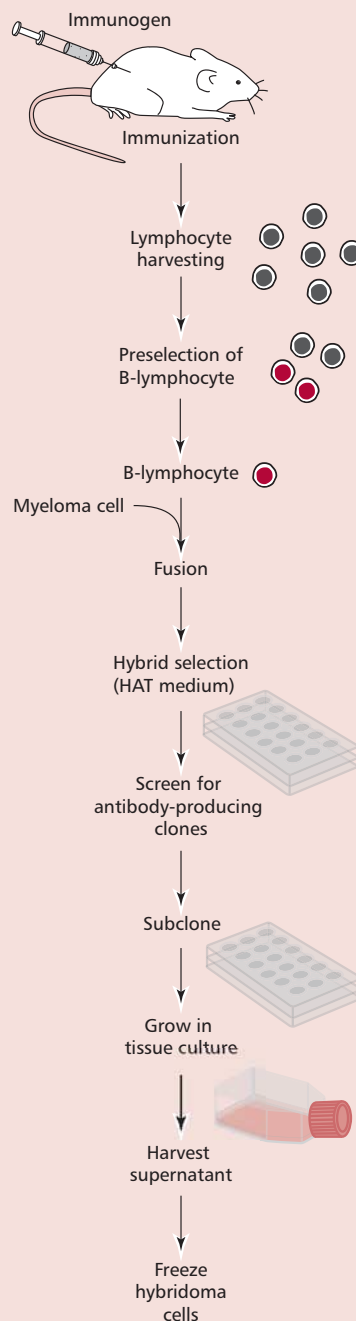 Immunogen
Immunization
Lymphocyte
harvesting
Preselection of
B-lymphocyte
B-lymphocyte
Myeloma cell
Fusion
Hybrid selection
(HAT medium)
Screen for
antibody-producing
clones
Subclone
Grow in
tissue culture
Harvest
supernatant
Freeze
hybridoma
cells